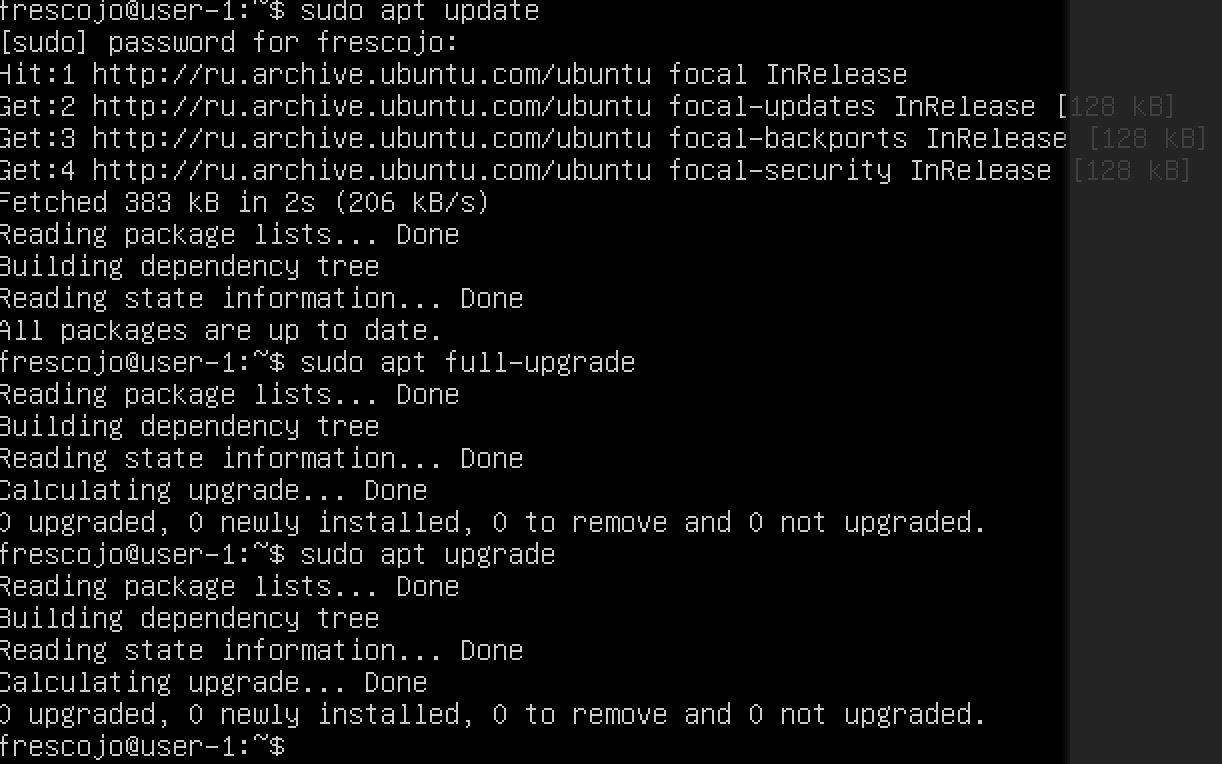 frescojo@user-1:~$ sudo apt update
[sudo] password for frescojo:
Hit:1 http://ru.archive.ubuntu.com/ubuntu focal InRelease
Get:2 http://ru.archive.ubuntu.com/ubuntu focal-updates InRelease [128 kB]
Get:3 http://ru.archive.ubuntu.com/ubuntu focal-backports InRelease [128 kB]
Get:4 http://ru.archive.ubuntu.com/ubuntu focal-security InRelease [128 kB]
Fetched 383 kB in 2s (206 kB/s)
Reading package lists... Done
Building dependency tree
Reading state information... Done
All packages are up to date.
frescojo@user-1:~$ sudo apt full-upgrade
Reading package lists... Done
Building dependency tree
Reading state information... Done
Calculating upgrade... Done
0 upgraded, 0 newly installed, 0 to remove and 0 not upgraded.
frescojo@user-1:~$ sudo apt upgrade
Reading package lists... Done
Building dependency tree
Reading state information... Done
Calculating upgrade... Done
0 upgraded, 0 newly installed, 0 to remove and 0 not upgraded.
frescojo@user-1:~$